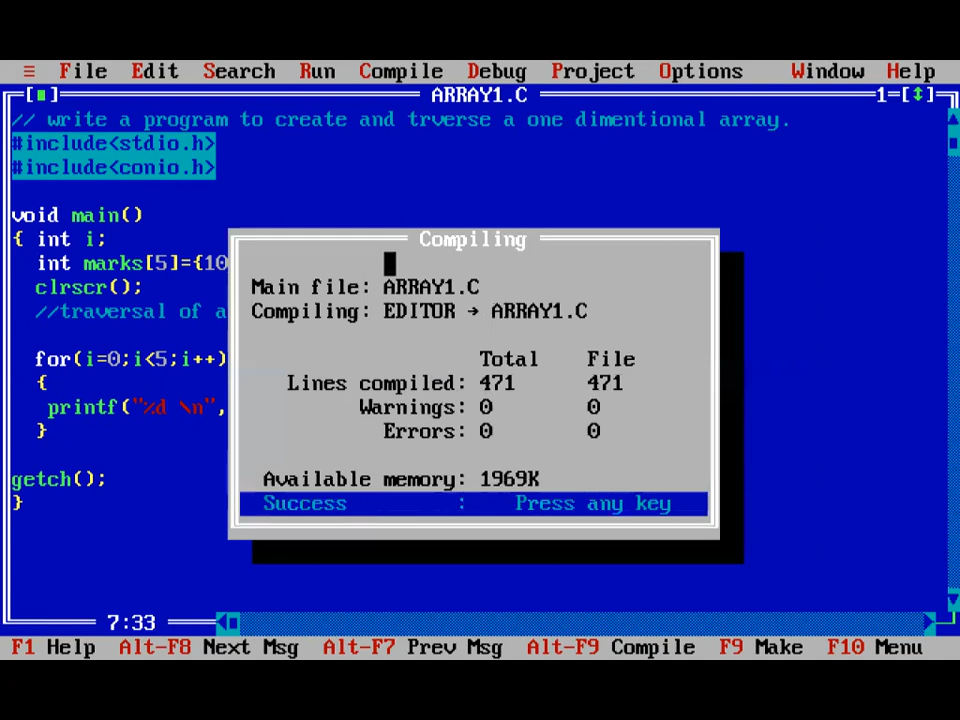 ≡ File Edit Search Run Compile Debug Project Options Window Help
[■] ARRAY1.C 1=[↕]
// write a program to create and trverse a one dimentional array.
#include<stdio.h>
#include<conio.h>
void main()
{ int i;
int marks[5]={10
clrscr();
//traversal of a
for(i=0;i<5;i++)
{
printf("%d \n",
}
getch();
}
Compiling
Main file: ARRAY1.C
Compiling: EDITOR → ARRAY1.C
Total File
Lines compiled: 471 471
Warnings: 0 0
Errors: 0 0
Available memory: 1969K
Success : Press any key
7:33
F1 Help Alt-F8 Next Msg Alt-F7 Prev Msg Alt-F9 Compile F9 Make F10 Menu